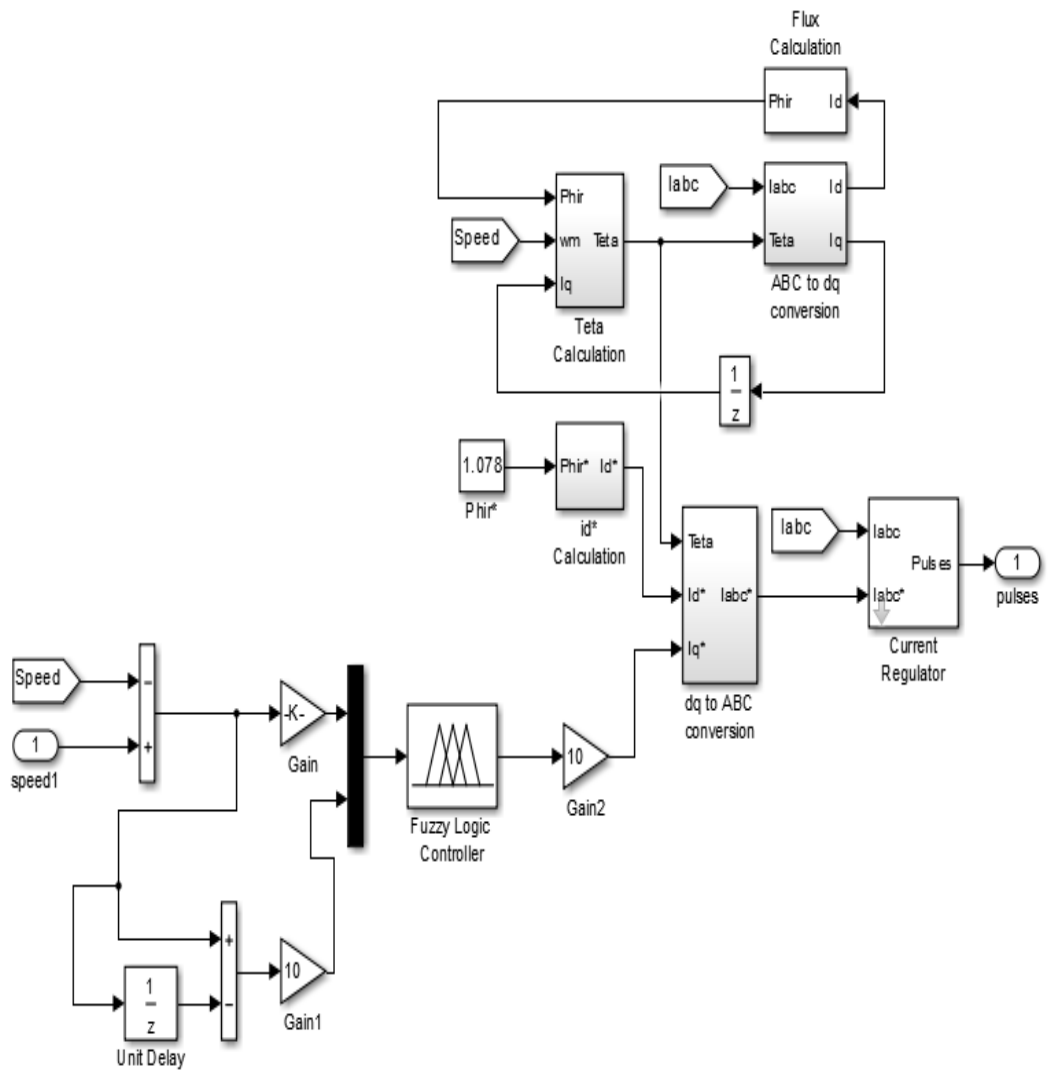 Flux
Calculation
Phir Id
Iabc
Iabc Id
Teta Iq
ABC to dq
conversion
Phir
Speed
wm Teta
Iq
Teta
Calculation
1
z
1.078
Phir*
Phir* Id*
id*
Calculation
Teta
Id* Iabc*
Iq*
dq to ABC
conversion
Iabc
Iabc
Pulses
Iabc*
Current
Regulator
1
pulses
Speed
−
1
+
speed1
-K-
Gain
Fuzzy Logic
Controller
10
Gain2
+
−
1
z
Unit Delay
10
Gain1